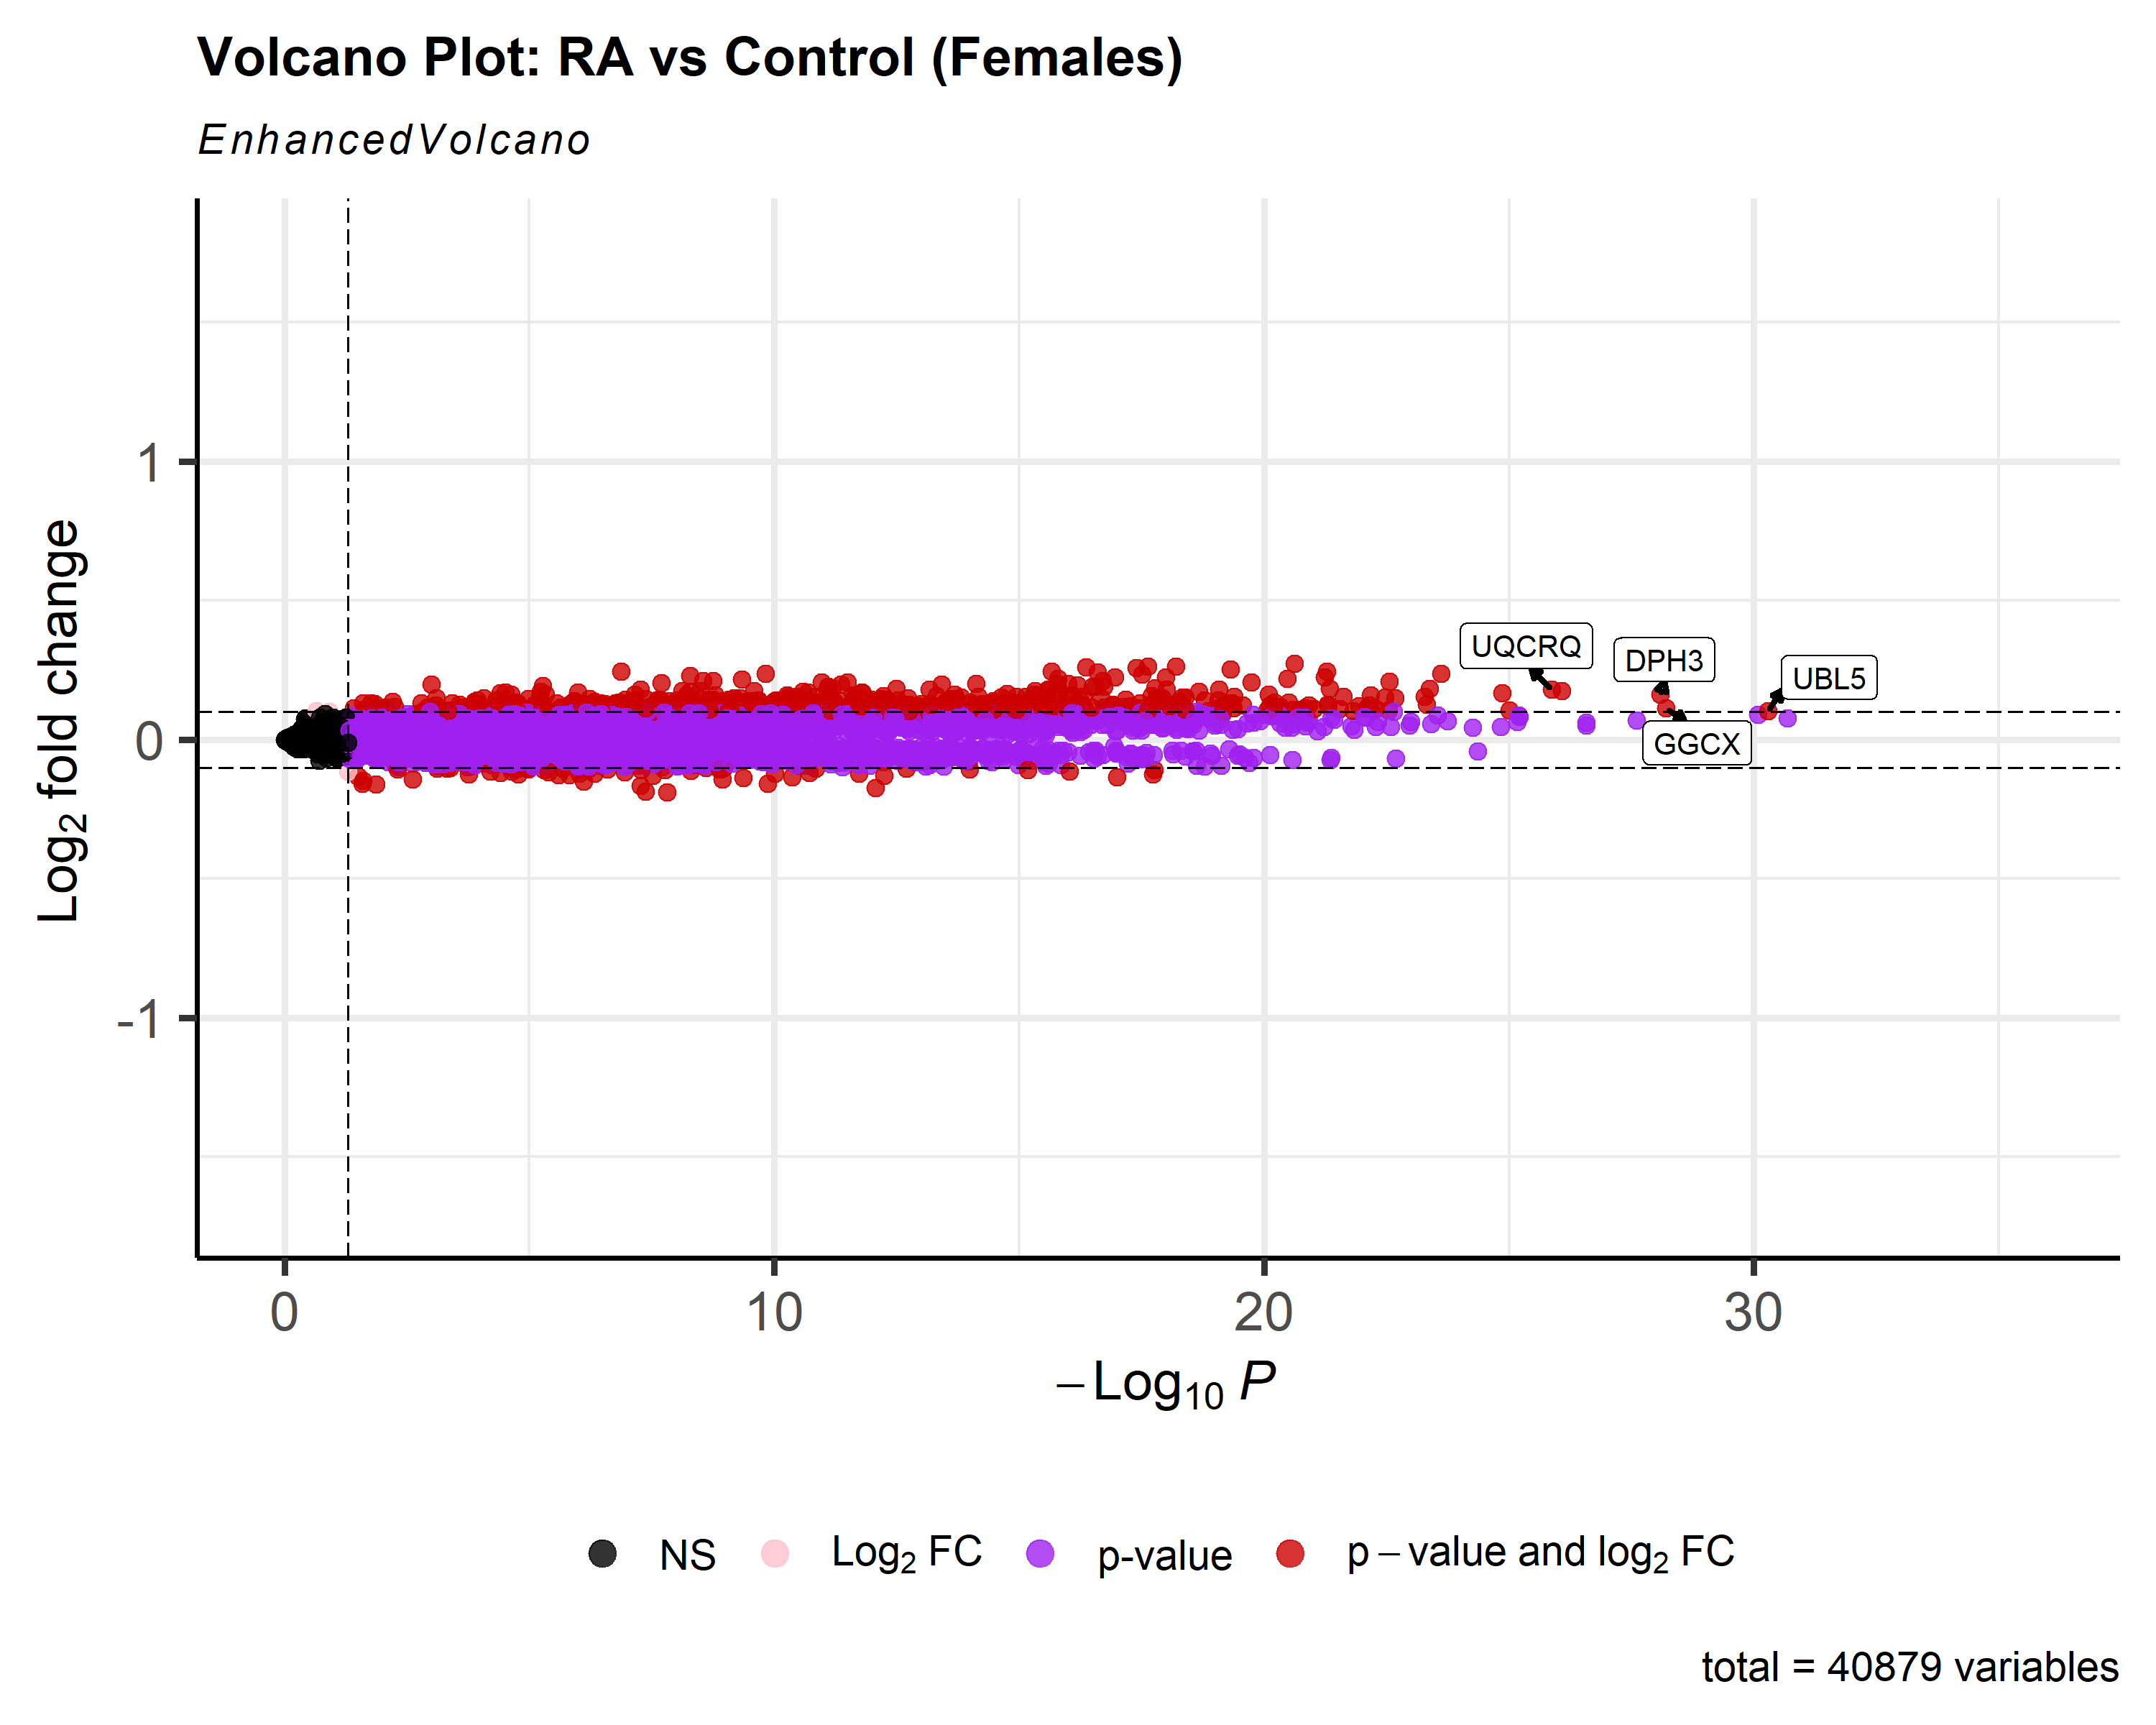 Volcano Plot: RA vs Control (Females)
EnhancedVolcano
Log₂ fold change
1
0
-1
UQCRQ
DPH3
UBL5
GGCX
0 10 20 30
−Log₁₀ P
NS Log₂ FC p-value p−value and log₂ FC
total = 40879 variables